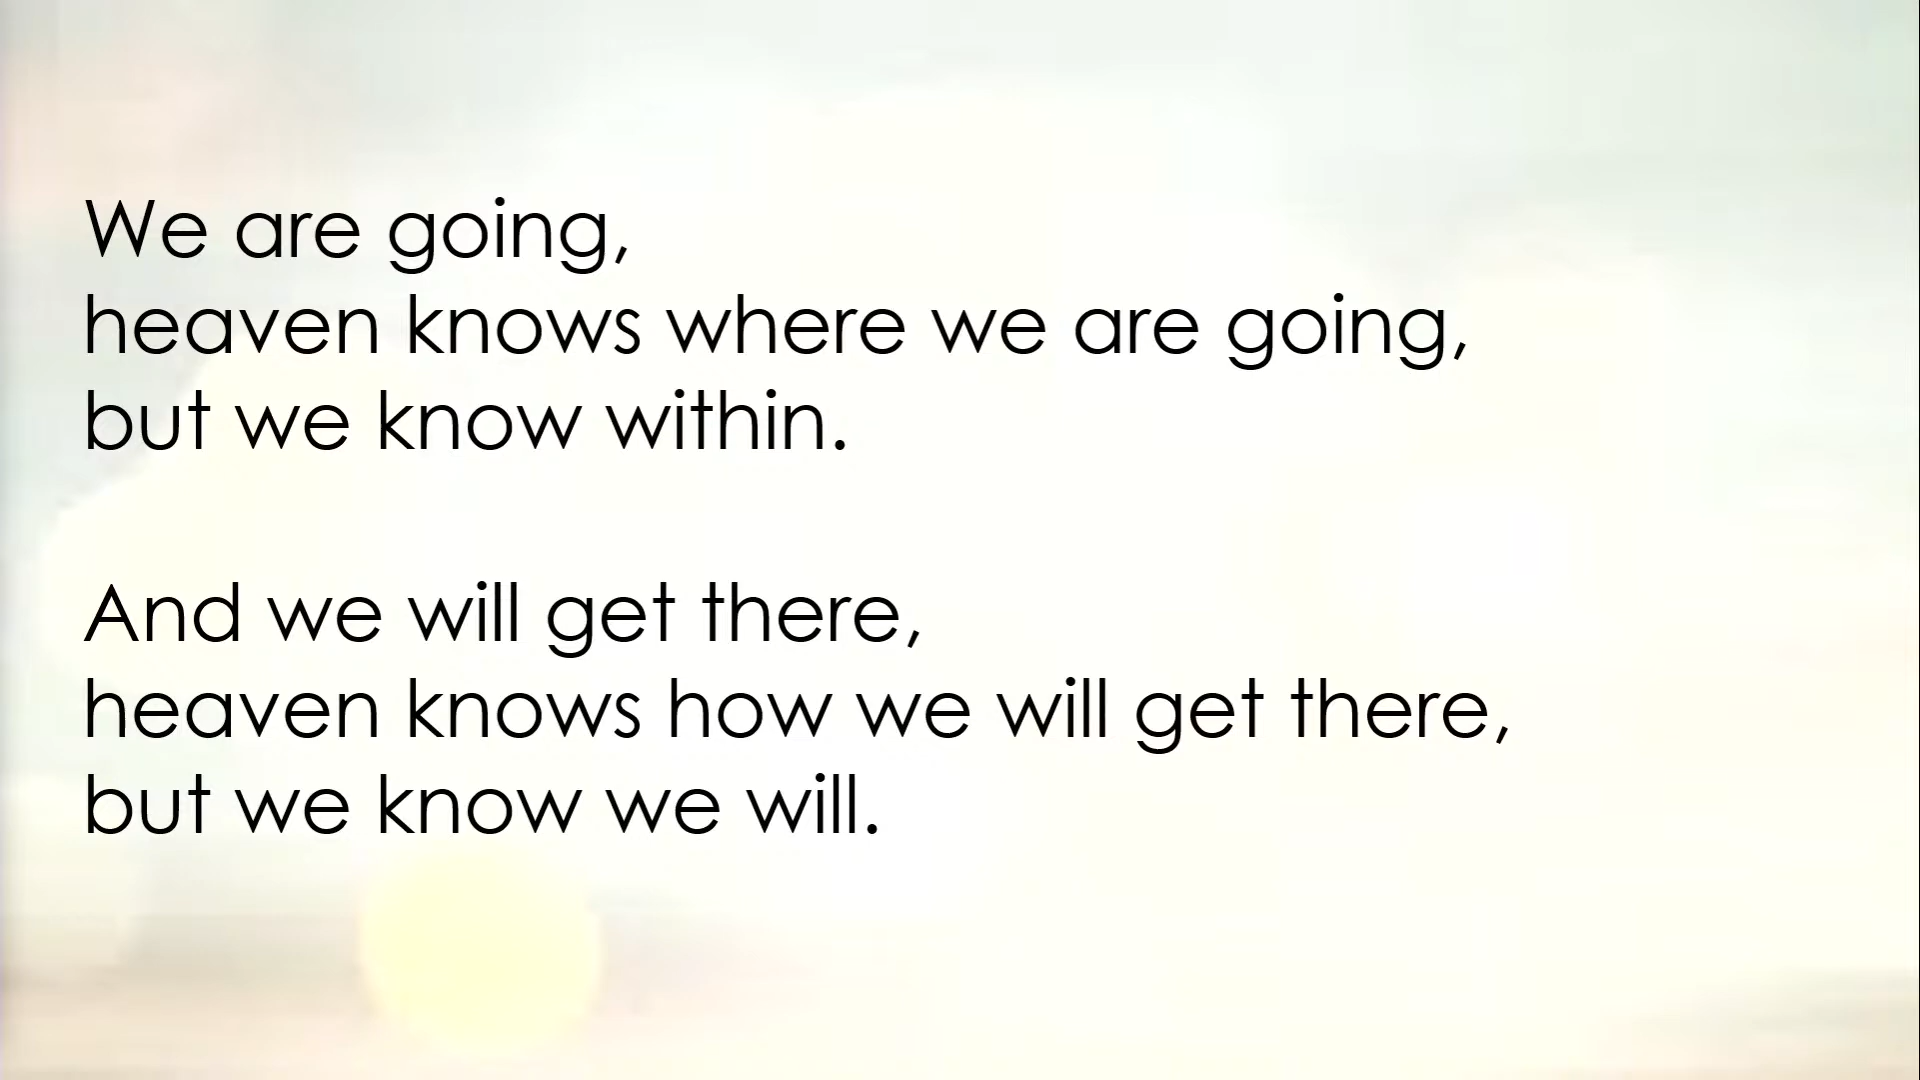 We are going,
heaven knows where we are going,
but we know within.
And we will get there,
heaven knows how we will get there,
but we know we will.